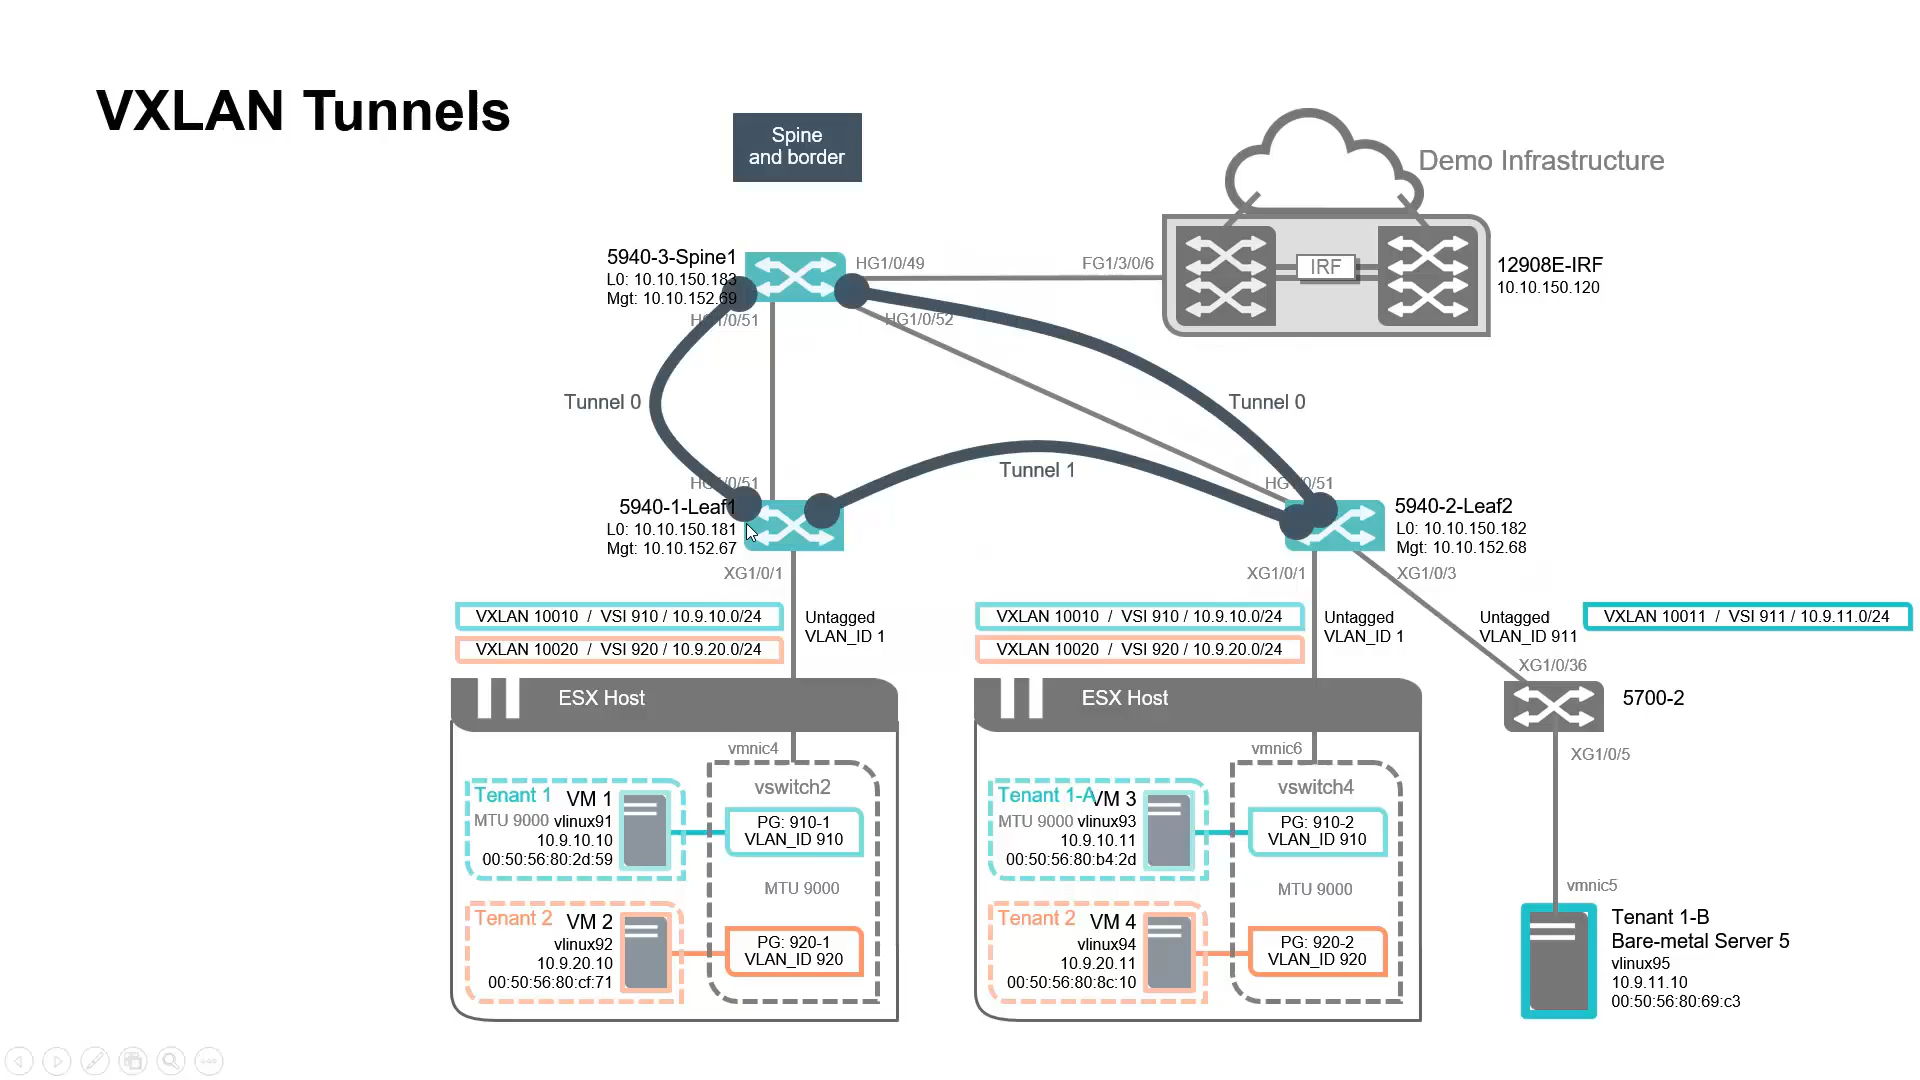 VXLAN Tunnels
Spine
and border
Demo Infrastructure
5940-3-Spine1
L0: 10.10.150.183
Mgt: 10.10.152.69
HG1/0/51
HG1/0/49
HG1/0/52
FG1/3/0/6
IRF
12908E-IRF
10.10.150.120
Tunnel 0
Tunnel 0
Tunnel 1
HG1/0/51
5940-1-Leaf1
L0: 10.10.150.181
Mgt: 10.10.152.67
XG1/0/1
HG1/0/51
5940-2-Leaf2
L0: 10.10.150.182
Mgt: 10.10.152.68
XG1/0/1
XG1/0/3
VXLAN 10010 / VSI 910 / 10.9.10.0/24
VXLAN 10020 / VSI 920 / 10.9.20.0/24
Untagged
VLAN_ID 1
VXLAN 10010 / VSI 910 / 10.9.10.0/24
VXLAN 10020 / VSI 920 / 10.9.20.0/24
Untagged
VLAN_ID 1
Untagged
VLAN_ID 911
VXLAN 10011 / VSI 911 / 10.9.11.0/24
XG1/0/36
5700-2
XG1/0/5
ESX Host
vmnic4
vswitch2
Tenant 1
VM 1
MTU 9000 vlinux91
10.9.10.10
00:50:56:80:2d:59
PG: 910-1
VLAN_ID 910
MTU 9000
Tenant 2
VM 2
vlinux92
10.9.20.10
00:50:56:80:cf:71
PG: 920-1
VLAN_ID 920
ESX Host
vmnic6
vswitch4
Tenant 1-A
VM 3
MTU 9000 vlinux93
10.9.10.11
00:50:56:80:b4:2d
PG: 910-2
VLAN_ID 910
MTU 9000
Tenant 2
VM 4
vlinux94
10.9.20.11
00:50:56:80:8c:10
PG: 920-2
VLAN_ID 920
vmnic5
Tenant 1-B
Bare-metal Server 5
vlinux95
10.9.11.10
00:50:56:80:69:c3